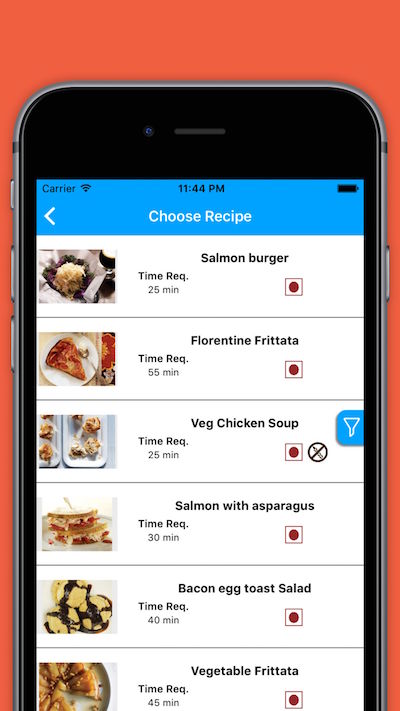 Carrier 11:44 PM
Choose Recipe
Salmon burger
Time Req.
25 min
Florentine Frittata
Time Req.
55 min
Veg Chicken Soup
Time Req.
25 min
Salmon with asparagus
Time Req.
30 min
Bacon egg toast Salad
Time Req.
40 min
Vegetable Frittata
Time Req.
45 min